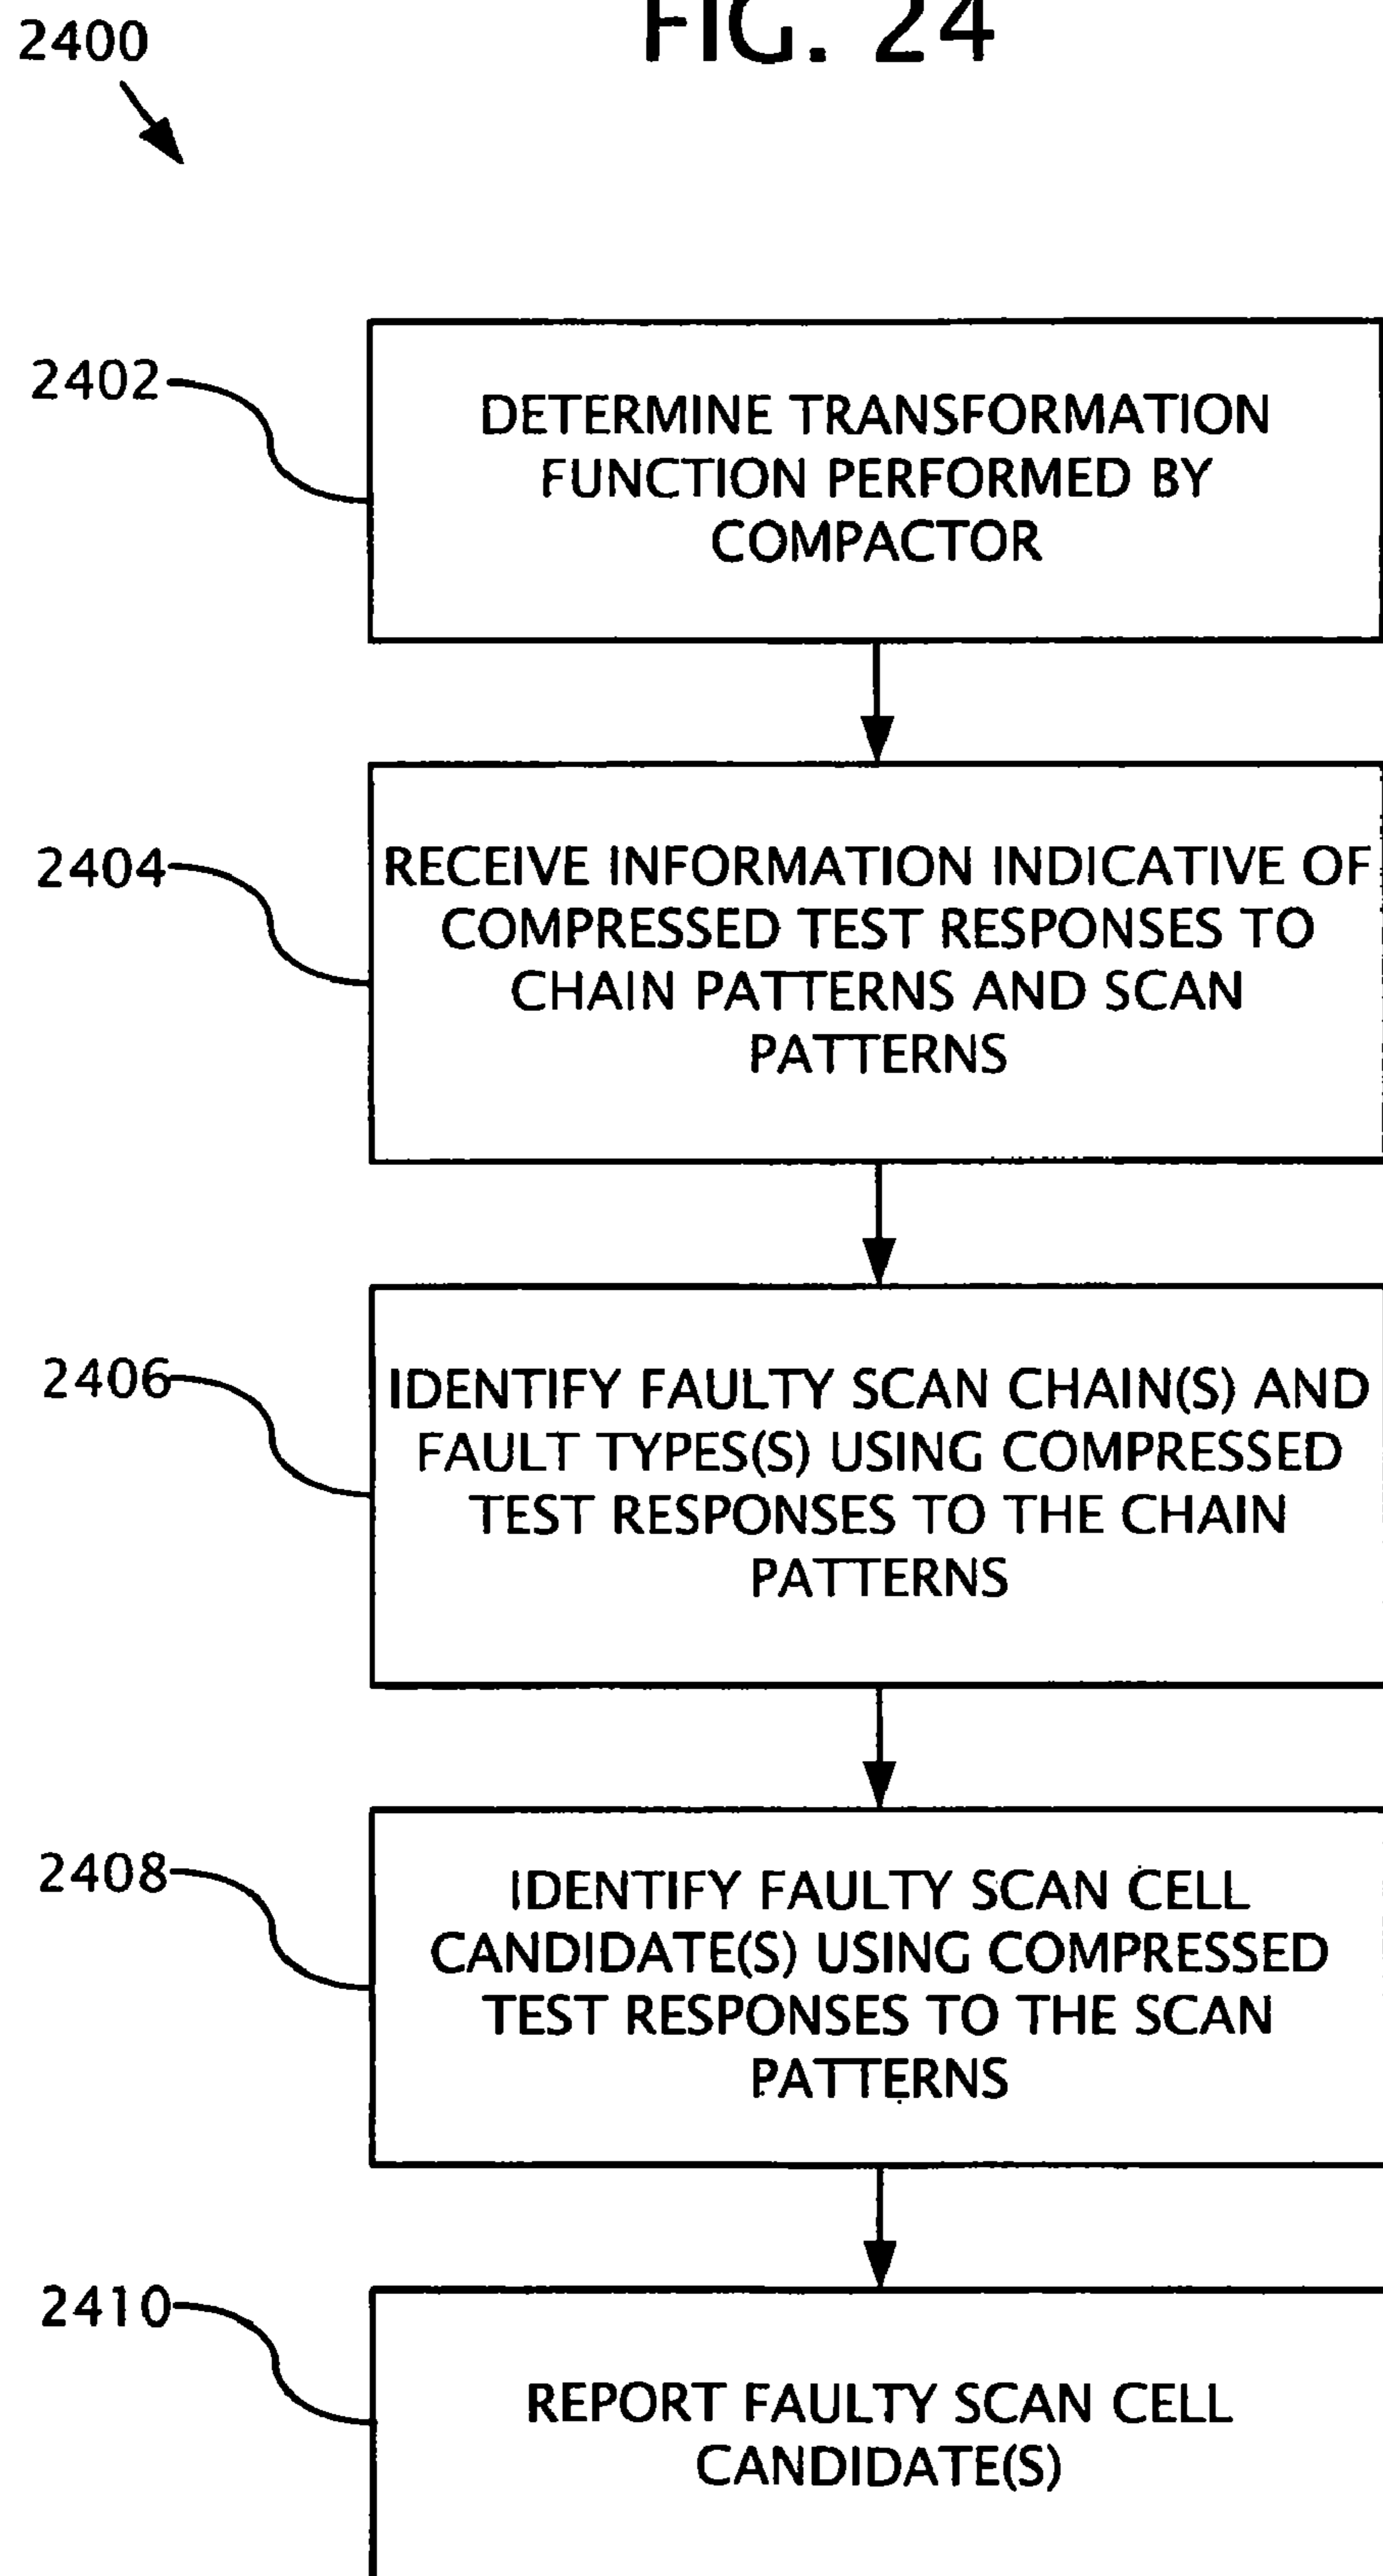 2400
FIG. 24
2402
DETERMINE TRANSFORMATION
FUNCTION PERFORMED BY
COMPACTOR
2404
RECEIVE INFORMATION INDICATIVE OF
COMPRESSED TEST RESPONSES TO
CHAIN PATTERNS AND SCAN
PATTERNS
2406
IDENTIFY FAULTY SCAN CHAIN(S) AND
FAULT TYPES(S) USING COMPRESSED
TEST RESPONSES TO THE CHAIN
PATTERNS
2408
IDENTIFY FAULTY SCAN CELL
CANDIDATE(S) USING COMPRESSED
TEST RESPONSES TO THE SCAN
PATTERNS
2410
REPORT FAULTY SCAN CELL
CANDIDATE(S)